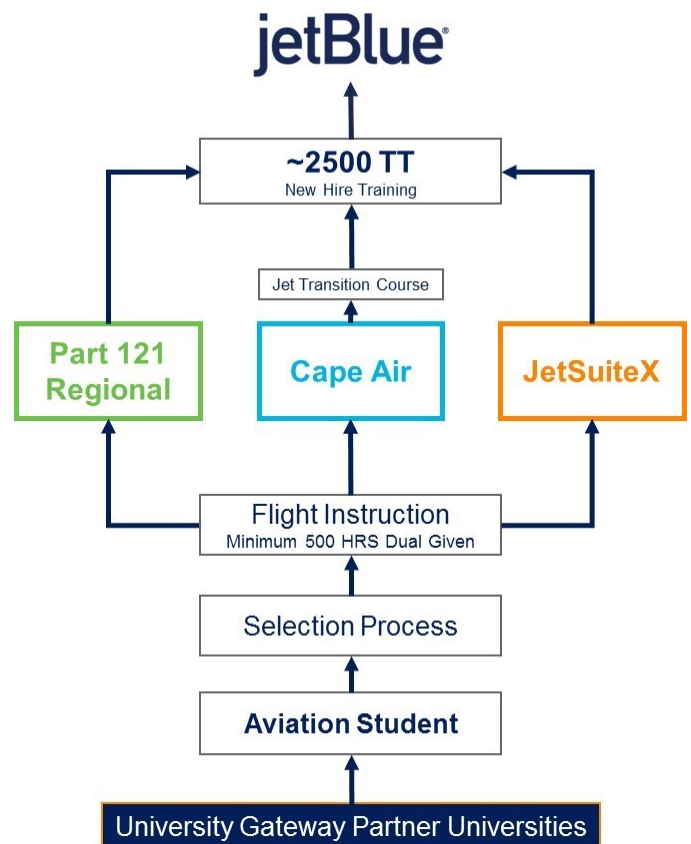 jetBlue®
~2500 TT
New Hire Training
Jet Transition Course
Part 121
Regional
Cape Air
JetSuiteX
Flight Instruction
Minimum 500 HRS Dual Given
Selection Process
Aviation Student
University Gateway Partner Universities